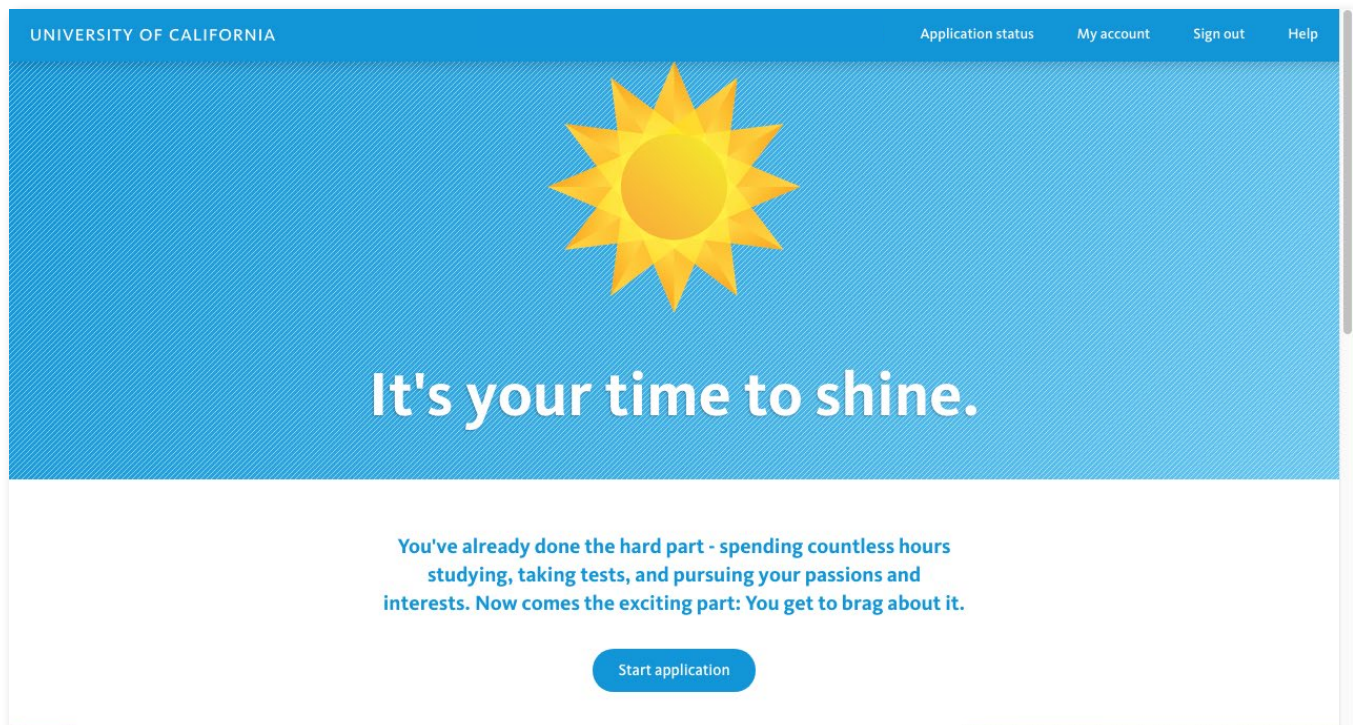 UNIVERSITY OF CALIFORNIA
Application status
My account
Sign out
Help
It's your time to shine.
You've already done the hard part - spending countless hours
studying, taking tests, and pursuing your passions and
interests. Now comes the exciting part: You get to brag about it.
Start application